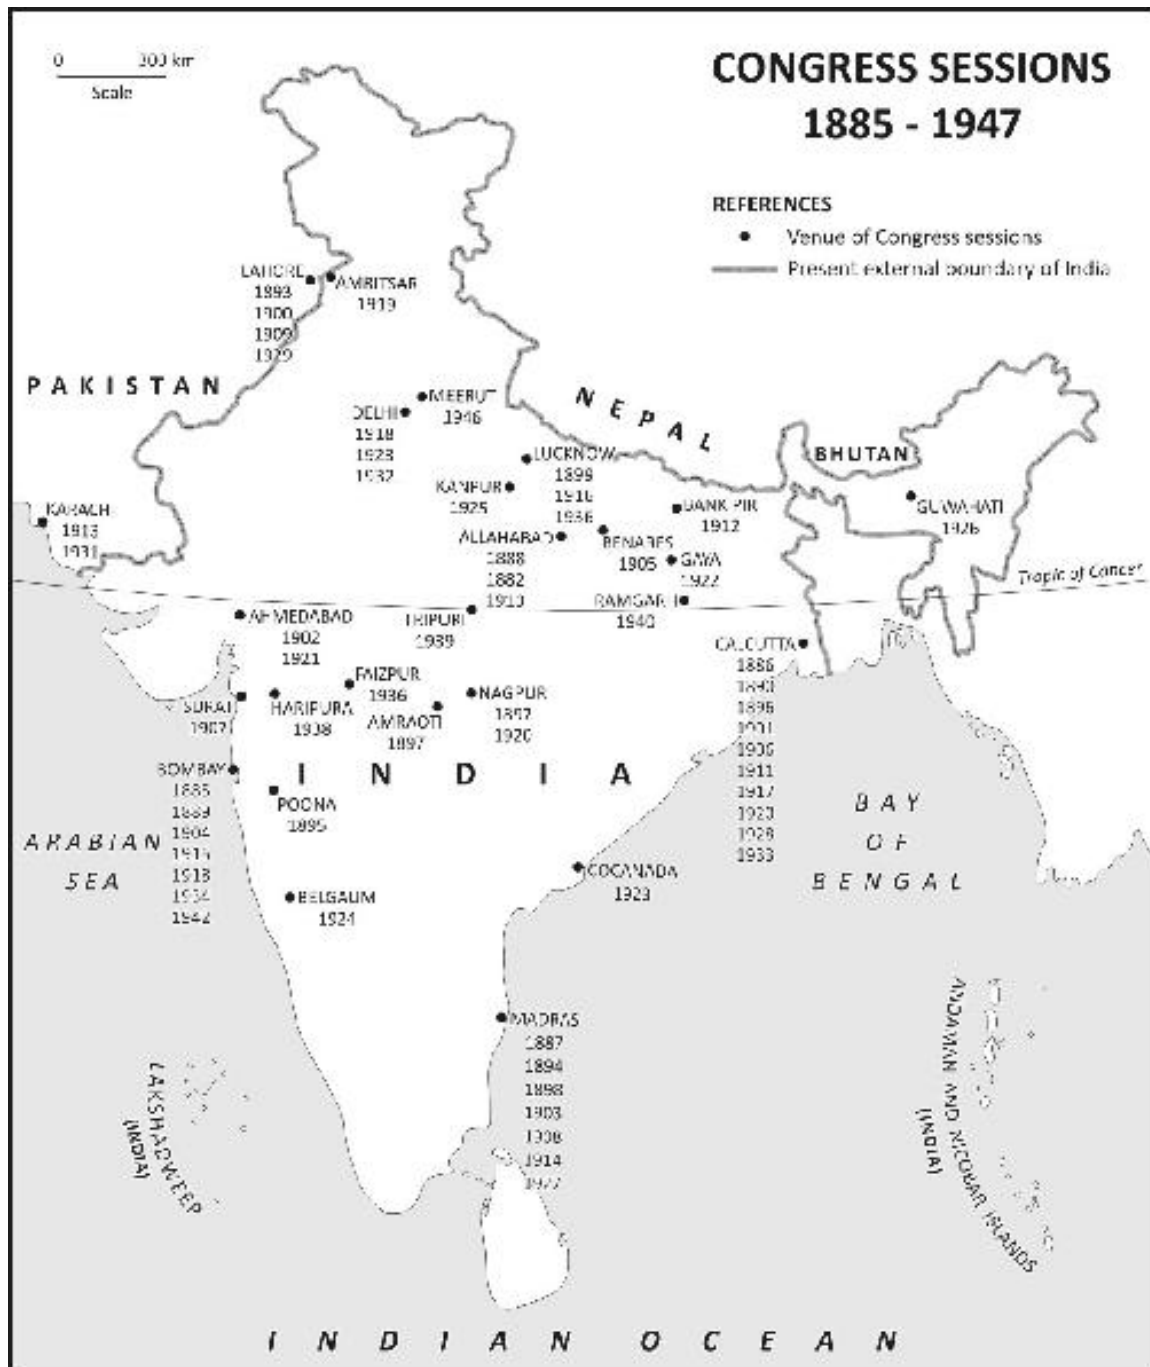 0 300 km
Scale
CONGRESS SESSIONS
1885 - 1947
REFERENCES
Venue of Congress sessions
Present external boundary of India
LAHORE
1893
1900
1909
1929
AMRITSAR
1919
PAKISTAN
NEPAL
BHUTAN
MEERUT
1946
DELHI
1918
1923
1932
LUCKNOW
1899
1916
1936
KANPUR
1925
BANKIPUR
1912
GUWAHATI
1926
KARACHI
1913
1931
ALLAHABAD
1888
1882
1910
BENARES
1905
GAYA
1922
Tropic of Cancer
RAMGARH
1940
AHMEDABAD
1902
1921
TRIPURI
1939
CALCUTTA
1886
1890
1896
1901
1906
1911
1917
1920
1928
1933
FAIZPUR
1936
SURAT
1907
HARIPURA
1938
AMRAOTI
1897
NAGPUR
1897
1920
INDIA
BOMBAY
1885
1889
1904
1915
1918
1934
1942
POONA
1895
ARABIAN
SEA
BAY
OF
BENGAL
COCANADA
1923
BELGAUM
1924
MADRAS
1887
1894
1898
1903
1908
1914
1927
LAKSHADWEEP
(INDIA)
ANDAMAN AND NICOBAR ISLANDS
(INDIA)
INDIAN OCEAN